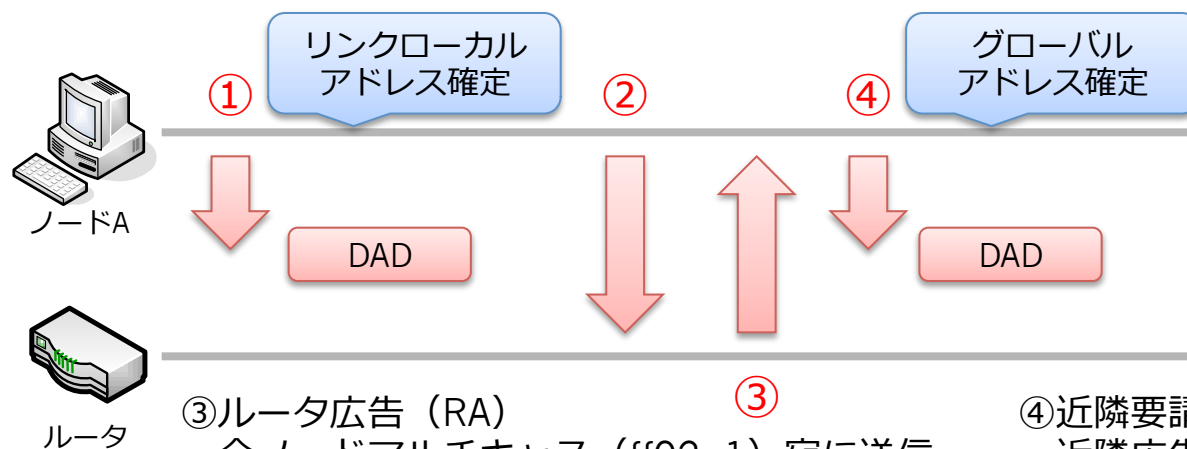 リンクローカル
アドレス確定
グローバル
アドレス確定
①
②
④
ノードA
DAD
DAD
③
ルータ
③ルータ広告（RA）
④近隣要請